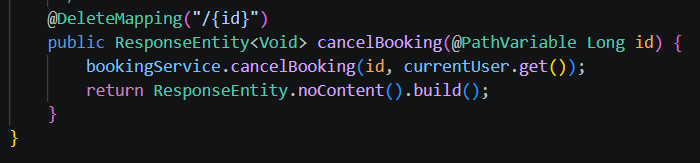 @DeleteMapping("/{id}")
public ResponseEntity<Void> cancelBooking(@PathVariable Long id) {
bookingService.cancelBooking(id, currentUser.get());
return ResponseEntity.noContent().build();
}
}